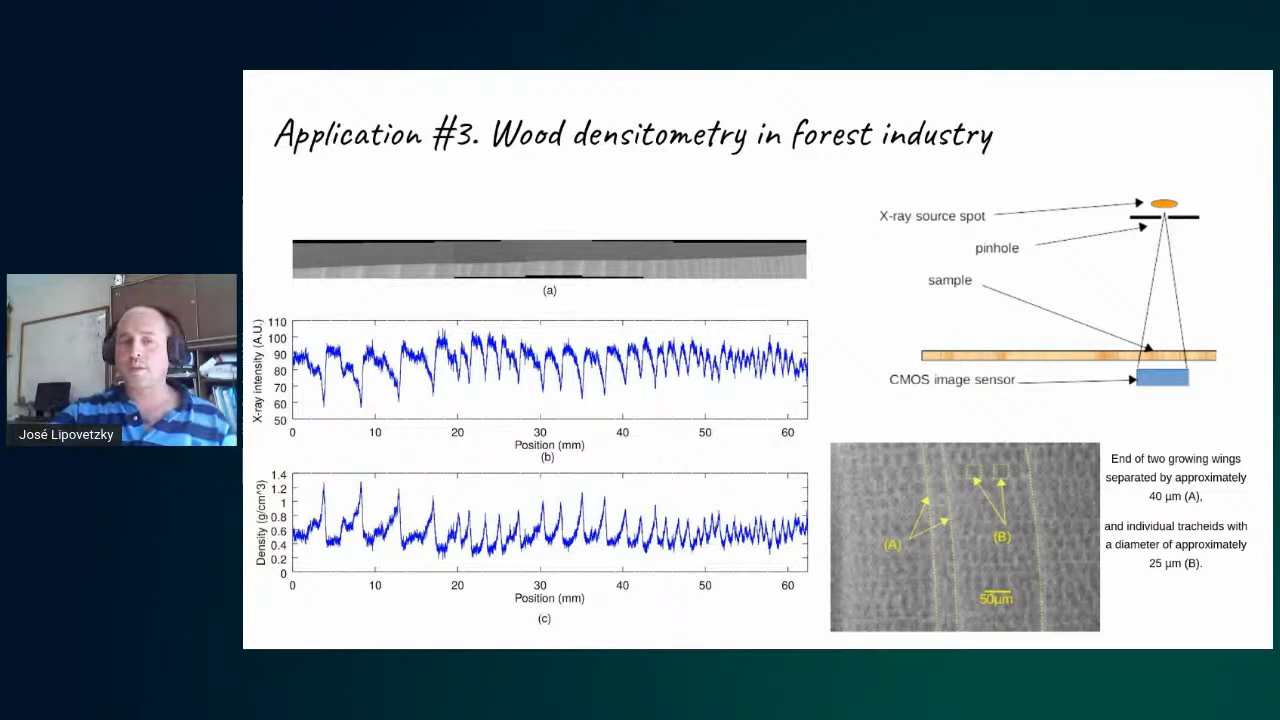 Application #3. Wood densitometry in forest industry
(a)
X-ray intensity (A.U.)
110
100
90
80
70
60
50
0 10 20 30 40 50 60
Position (mm)
(b)
Density (g/cm^3)
1.4
1.2
1
0.8
0.6
0.4
0.2
0
0 10 20 30 40 50 60
Position (mm)
(c)
X-ray source spot
pinhole
sample
CMOS image sensor
(A)
(B)
50µm
End of two growing wings
separated by approximately
40 µm (A),
and individual tracheids with
a diameter of approximately
25 µm (B).
José Lipovetzky